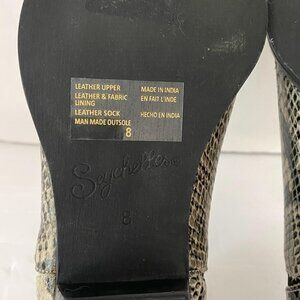 LEATHER UPPER
LEATHER & FABRIC
LINING
LEATHER SOCK
MAN MADE OUTSOLE
8
MADE IN INDIA
EN FAIT L'INDE
HECHO EN INDIA
Seychelles®
8